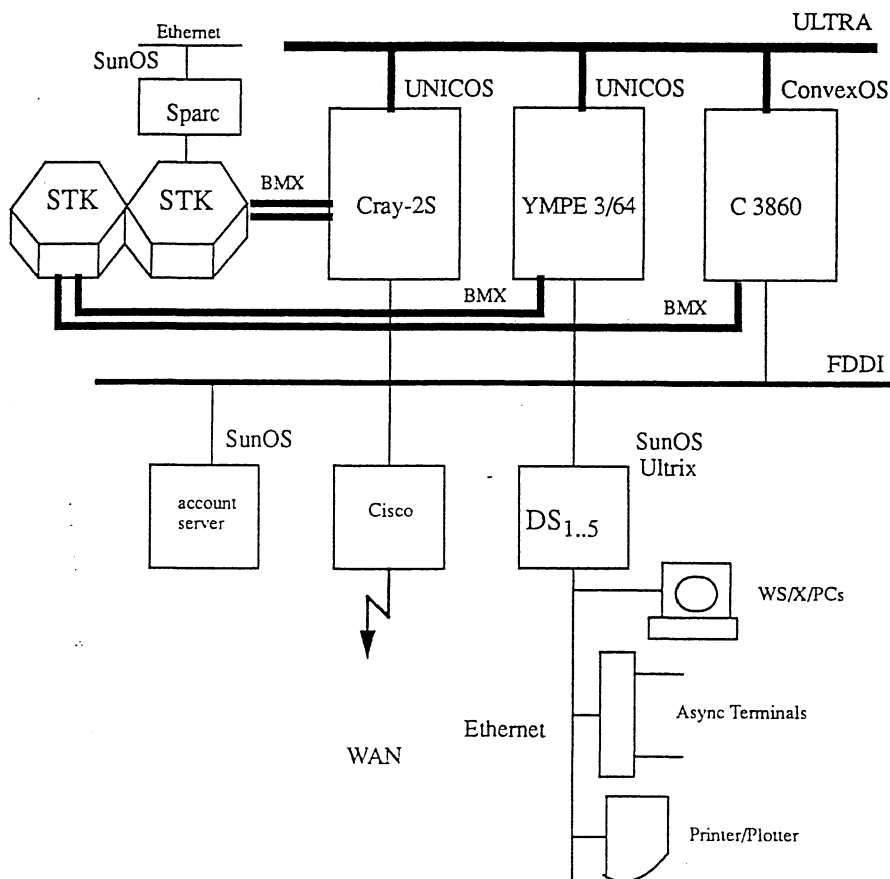 Ethernet
ULTRA
SunOS
UNICOS
UNICOS
ConvexOS
Sparc
STK
STK
BMX
Cray-2S
YMPE 3/64
C 3860
BMX
BMX
FDDI
SunOS
SunOS
Ultrix
account
server
Cisco
DS1..5
WS/X/PCs
Async Terminals
Ethernet
WAN
Printer/Plotter